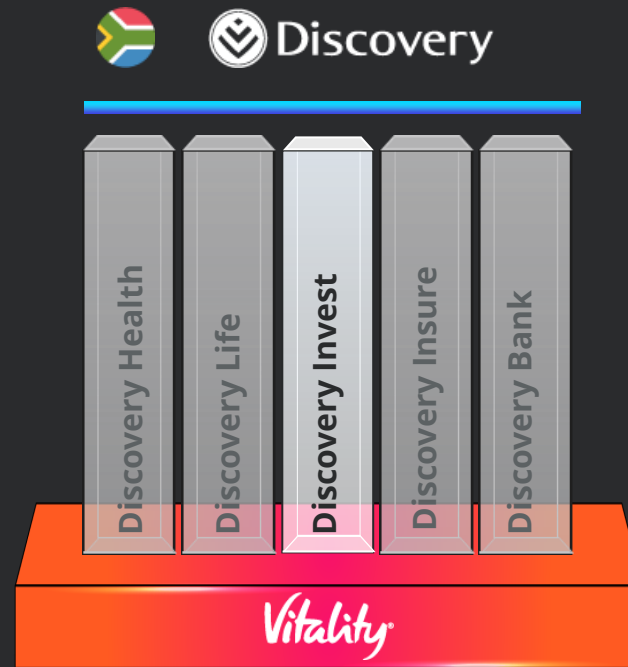 Discovery
Discovery Health
Discovery Life
Discovery Invest
Discovery Insure
Discovery Bank
Vitality®